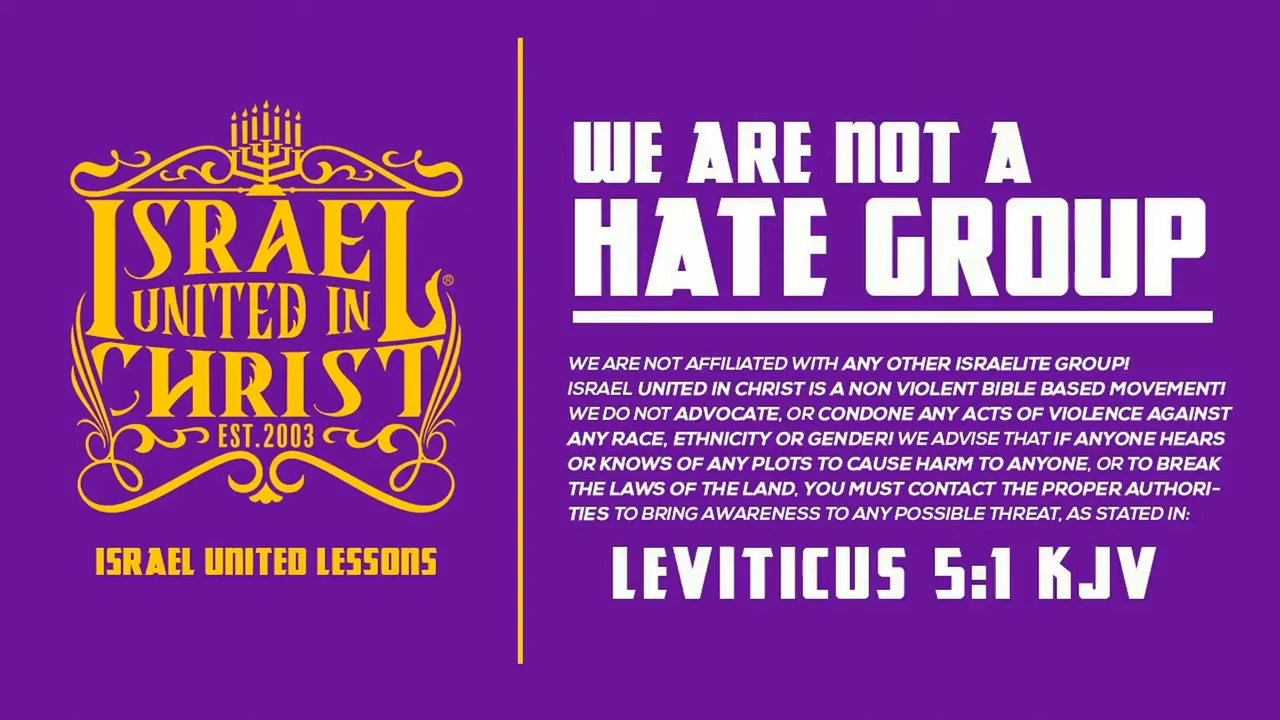 ISRAEL
UNITED IN
CHRIST
EST.2003
®
ISRAEL UNITED LESSONS
WE ARE NOT A
HATE GROUP
WE ARE NOT AFFILIATED WITH ANY OTHER ISRAELITE GROUP!
ISRAEL UNITED IN CHRIST IS A NON VIOLENT BIBLE BASED MOVEMENT!
WE DO NOT ADVOCATE, OR CONDONE ANY ACTS OF VIOLENCE AGAINST
ANY RACE, ETHNICITY OR GENDER! WE ADVISE THAT IF ANYONE HEARS
OR KNOWS OF ANY PLOTS TO CAUSE HARM TO ANYONE, OR TO BREAK
THE LAWS OF THE LAND, YOU MUST CONTACT THE PROPER AUTHORI-
TIES TO BRING AWARENESS TO ANY POSSIBLE THREAT, AS STATED IN:
LEVITICUS 5:1 KJV